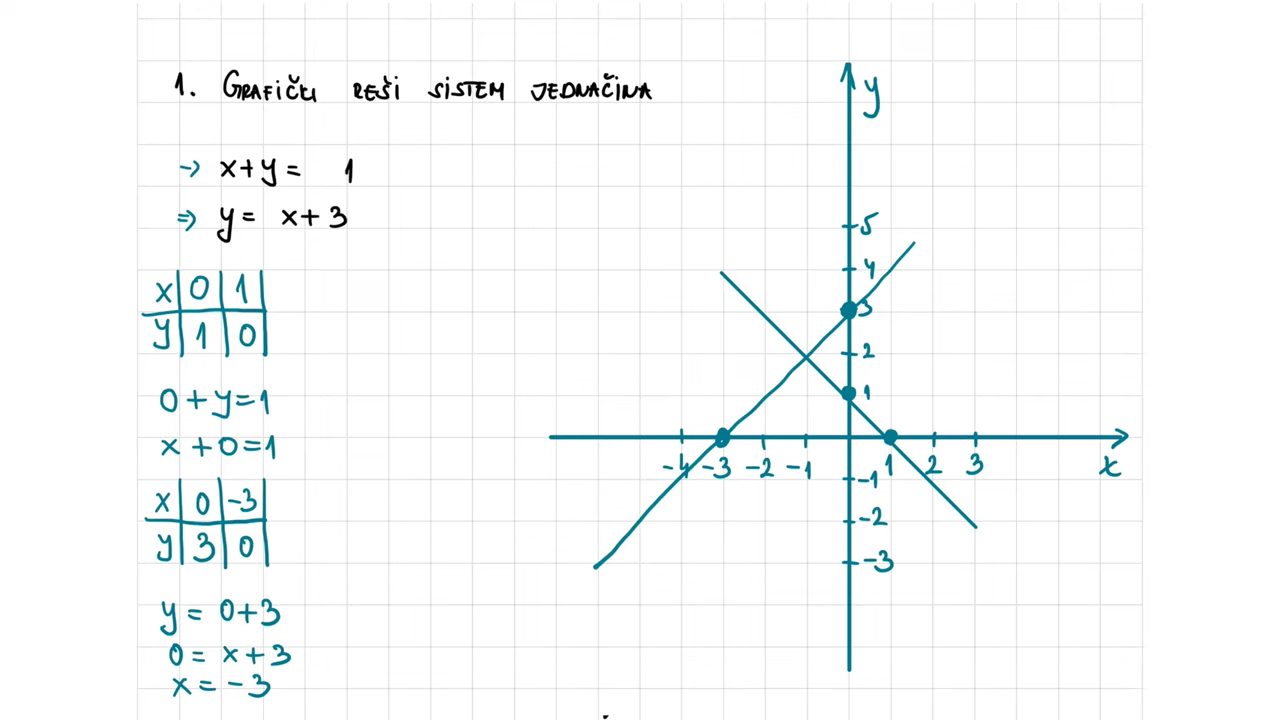 1. GRAFIČKI REŠI SISTEM JEDNAČINA
→ x+y= 1
⇒ y= x+3
x 0 1
y 1 0
0+y=1
x+0=1
x 0 -3
y 3 0
y= 0+3
0= x+3
x= -3
y
5
4
3
2
1
-4 -3 -2 -1 1 2 3 x
-1
-2
-3